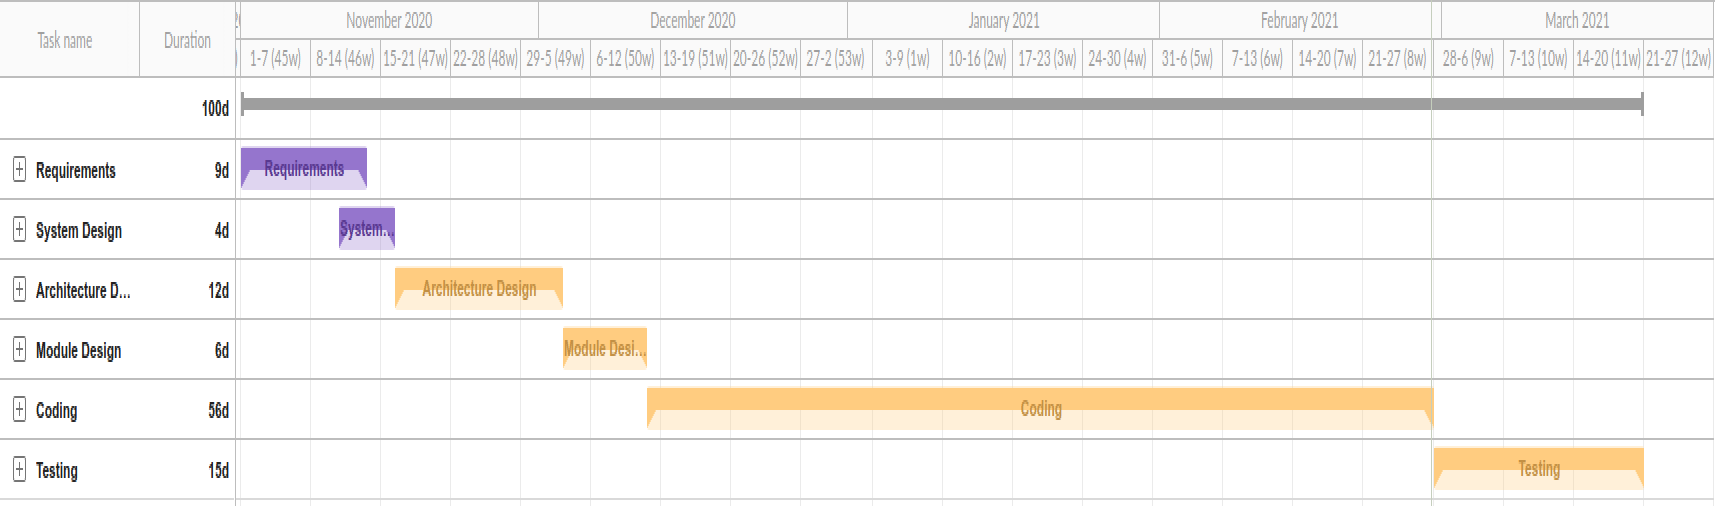 Task name Duration November 2020 December 2020 January 2021 February 2021 March 2021
1-7 (45w) 8-14 (46w) 15-21 (47w) 22-28 (48w) 29-5 (49w) 6-12 (50w) 13-19 (51w) 20-26 (52w) 27-2 (53w) 3-9 (1w) 10-16 (2w) 17-23 (3w) 24-30 (4w) 31-6 (5w) 7-13 (6w) 14-20 (7w) 21-27 (8w) 28-6 (9w) 7-13 (10w) 14-20 (11w) 21-27 (12w)
100d
Requirements 9d Requirements
System Design 4d System...
Architecture D... 12d Architecture Design
Module Design 6d Module Desi...
Coding 56d Coding
Testing 15d Testing